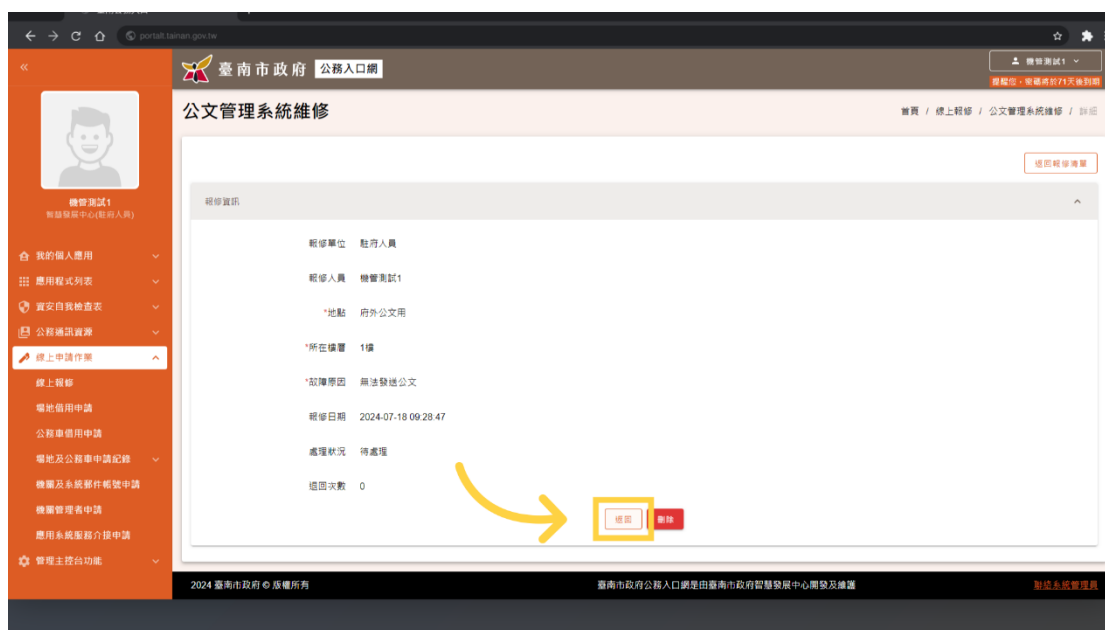 portalt.tainan.gov.tw
臺南市政府 公務入口網
機管測試1
提醒您,密碼將於71天後到期
公文管理系統維修
首頁 / 線上報修 / 公文管理系統維修 / 詳細
返回報修清單
機管測試1
智慧發展中心(駐府人員)
報修資訊
報修單位 駐府人員
報修人員 機管測試1
*地點 府外公文用
*所在樓層 1樓
*故障原因 無法發送公文
報修日期 2024-07-18 09:28:47
處理狀況 待處理
退回次數 0
退回 刪除
我的個人應用
應用程式列表
資安自我檢查表
公務通訊資源
線上申請作業
線上報修
場地借用申請
公務車借用申請
場地及公務車申請紀錄
機關及系統郵件帳號申請
機關管理者申請
應用系統服務介接申請
管理主控台功能
2024 臺南市政府 © 版權所有
臺南市政府公務入口網是由臺南市政府智慧發展中心開發及維護
聯絡系統管理員